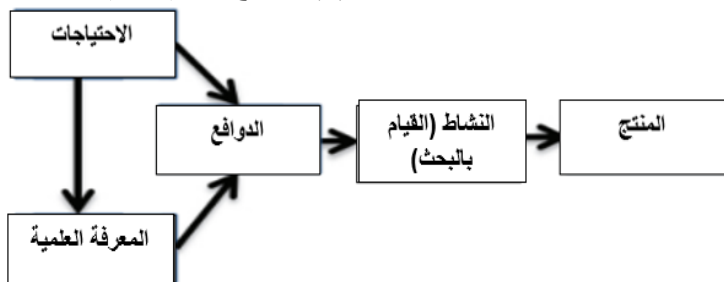 الاحتياجات
الدوافع
النشاط (القيام
بالبحث)
المنتج
المعرفة العلمية